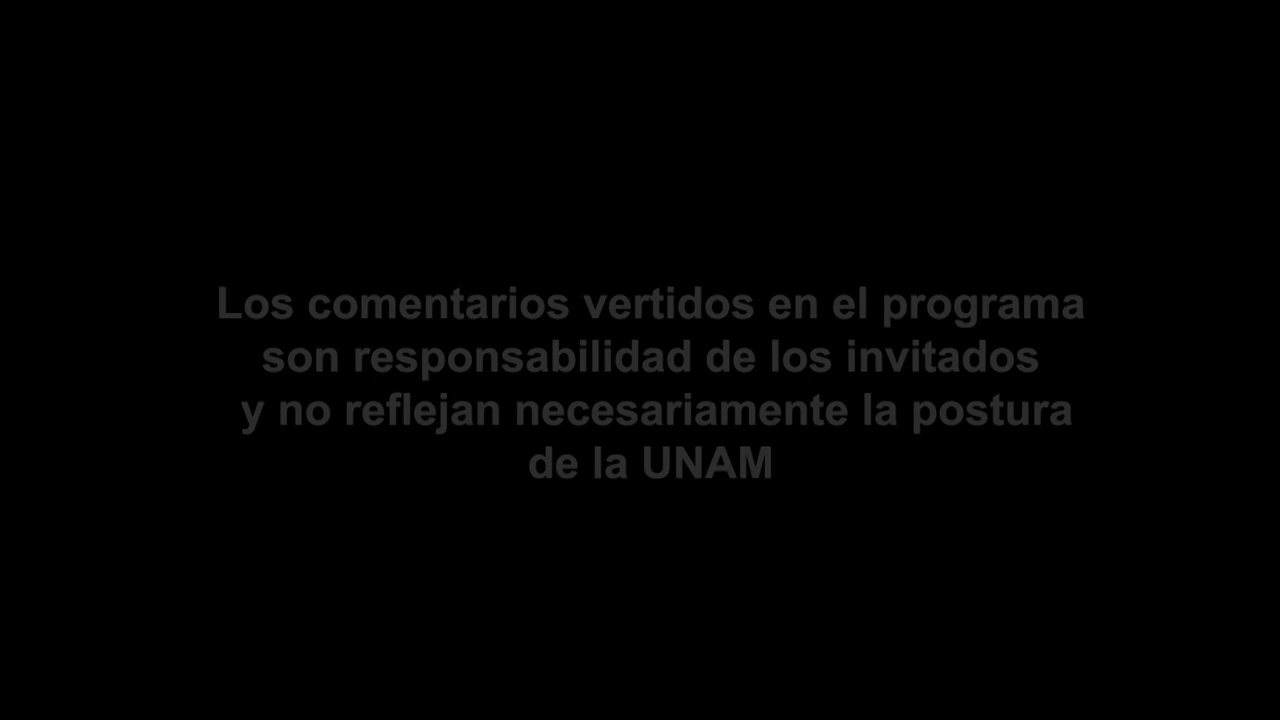 Los comentarios vertidos en el programa
son responsabilidad de los invitados
y no reflejan necesariamente la postura
de la UNAM